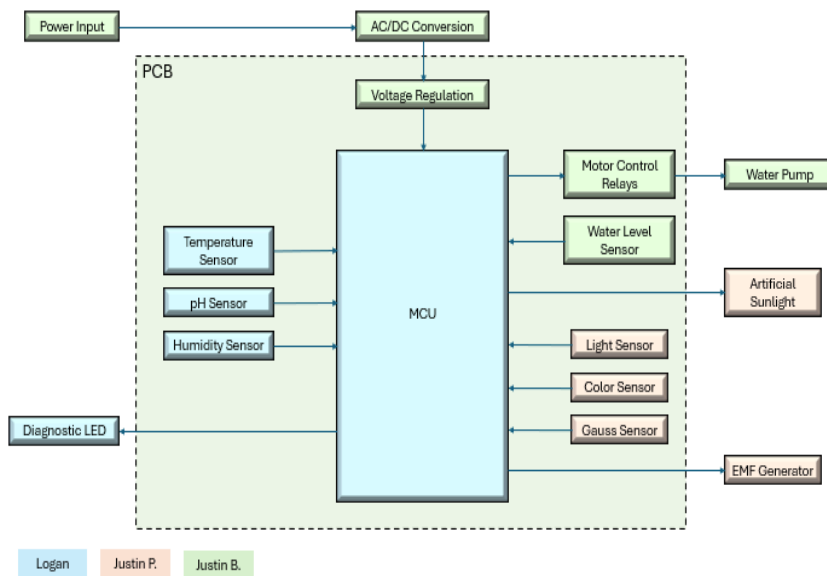 Power Input
AC/DC Conversion
PCB
Voltage Regulation
Motor Control
Relays
Water Pump
Temperature
Sensor
Water Level
Sensor
pH Sensor
MCU
Artificial
Sunlight
Humidity Sensor
Light Sensor
Color Sensor
Diagnostic LED
Gauss Sensor
EMF Generator
Logan
Justin P.
Justin B.